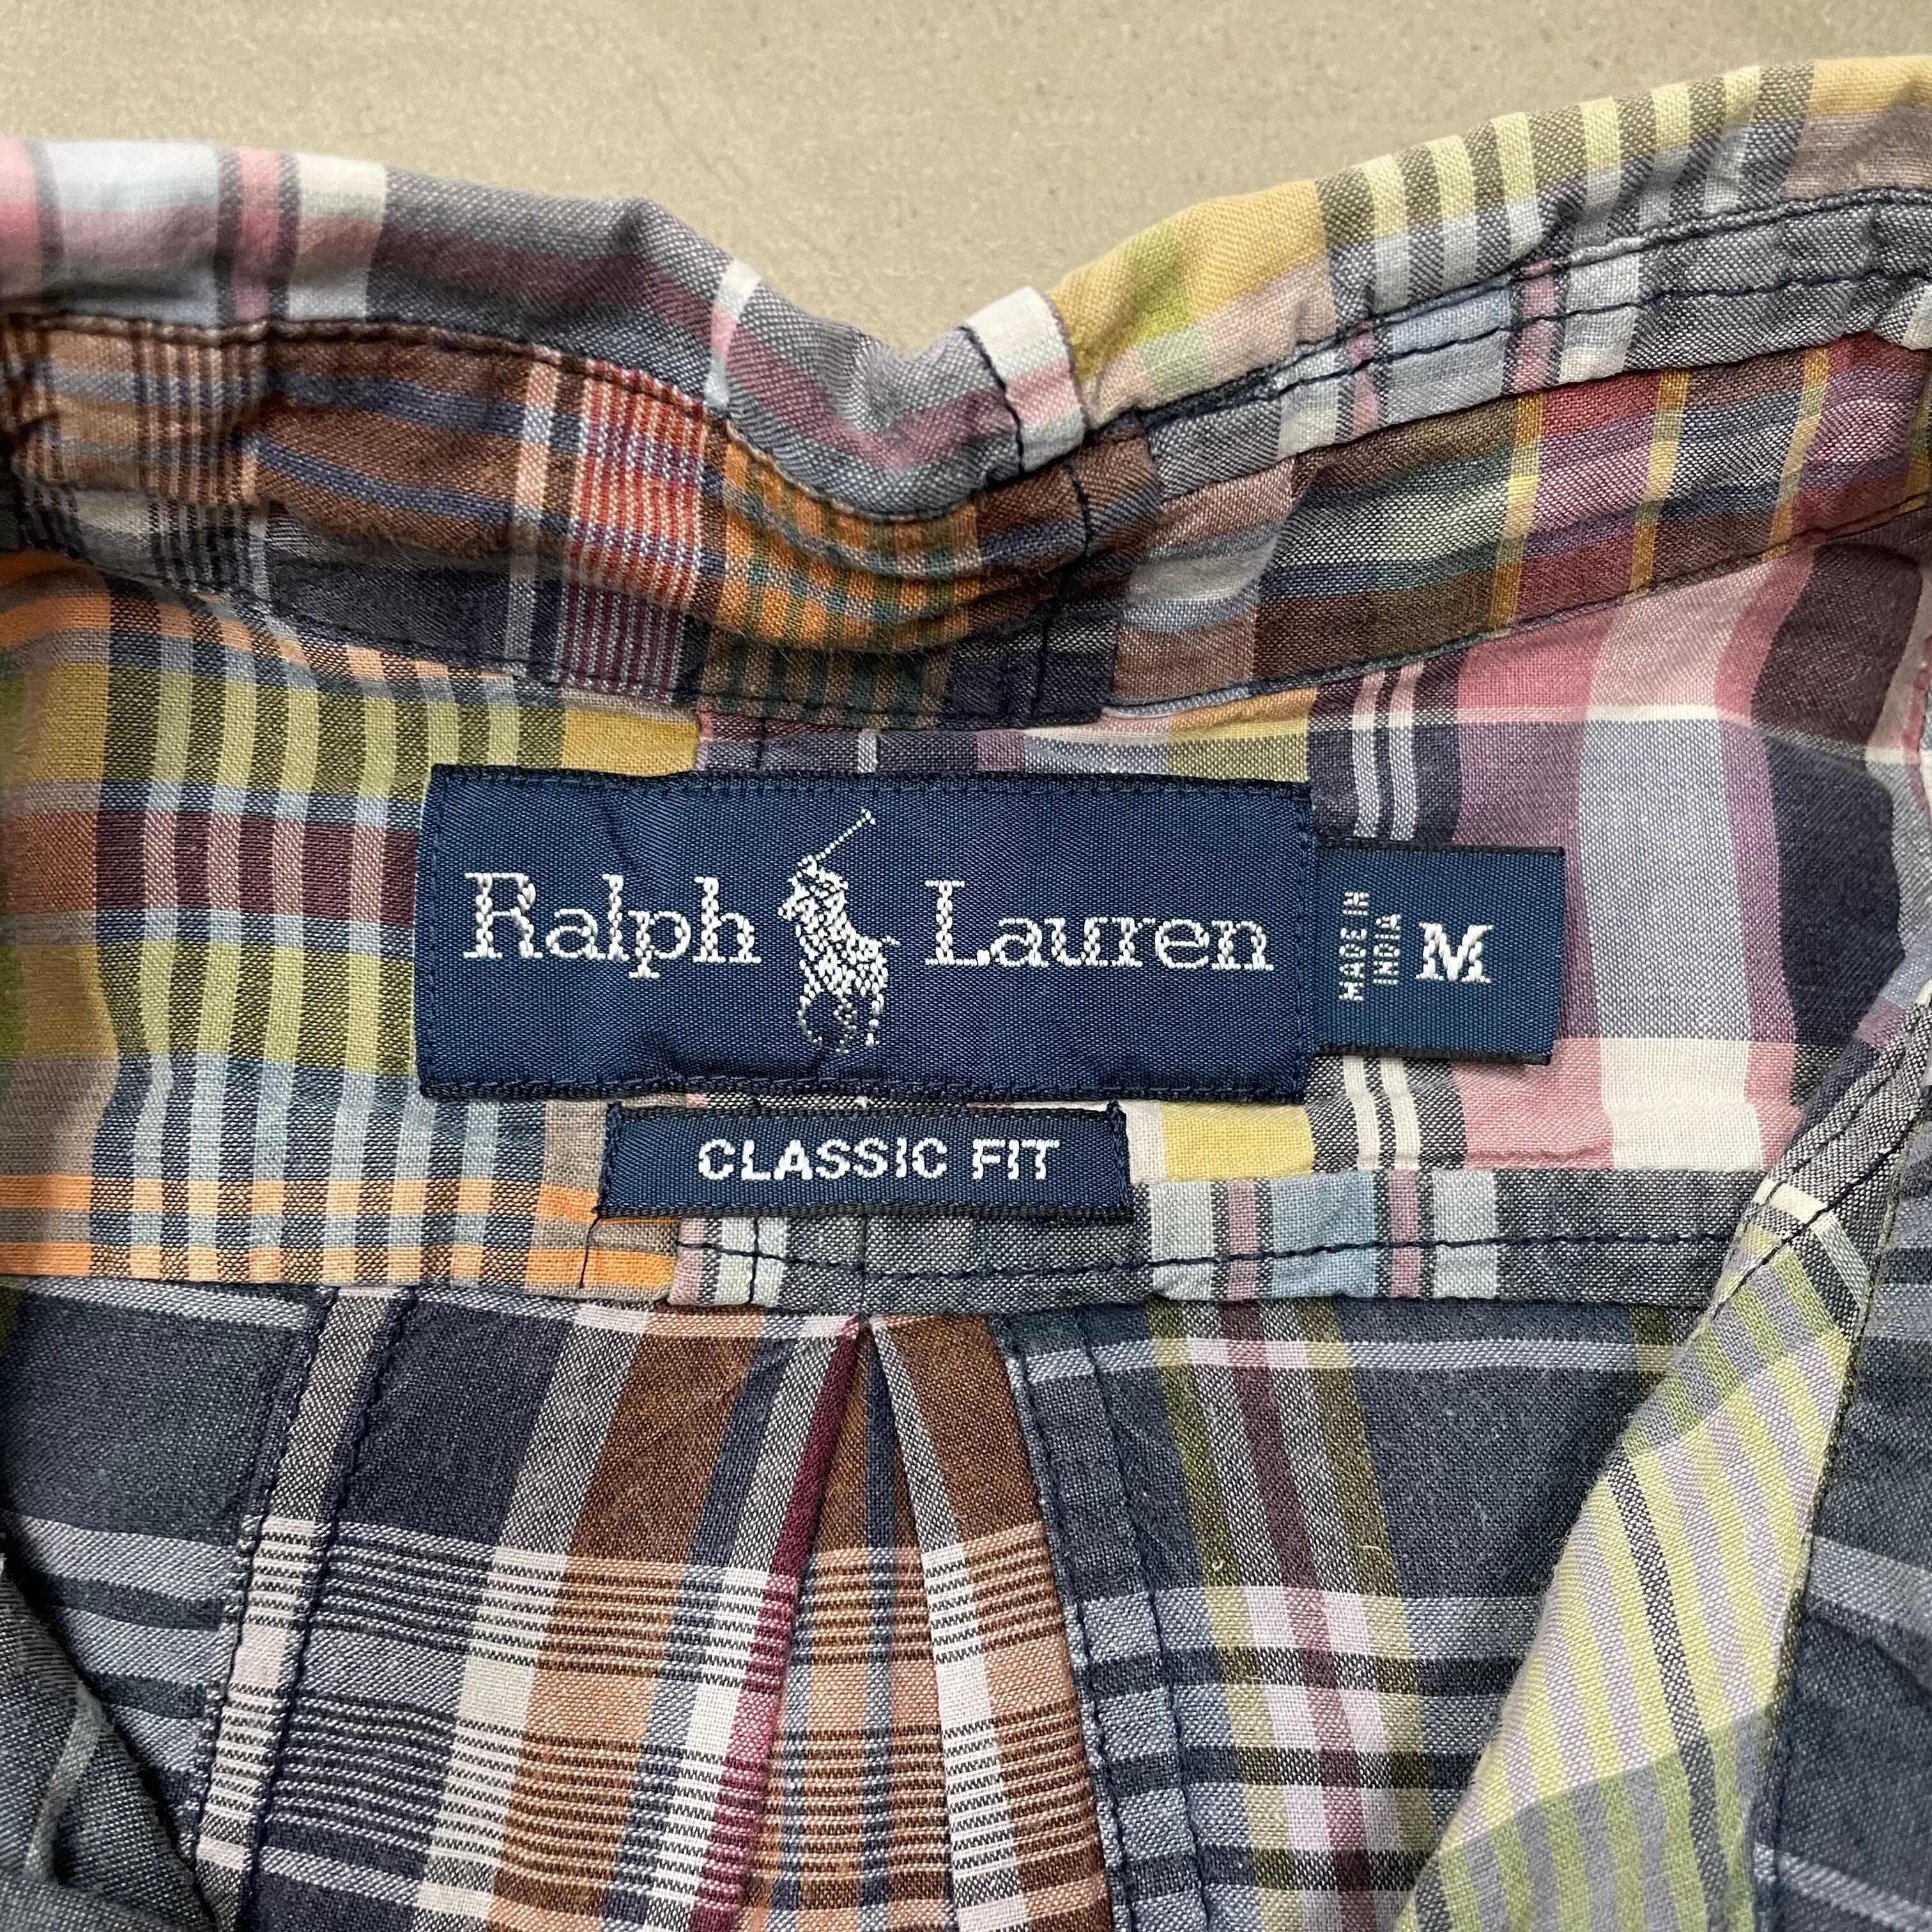 Ralph Lauren
MADE IN
INDIA
M
CLASSIC FIT